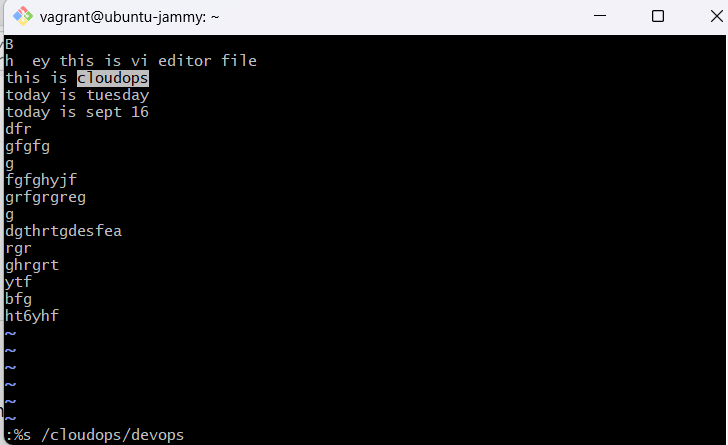 vagrant@ubuntu-jammy: ~
B
h  ey this is vi editor file
this is cloudops
today is tuesday
today is sept 16
dfr
gfgfg
g
fgfghyjf
grfgrgreg
g
dgthrtgdesfea
rgr
ghrgrt
ytf
bfg
ht6yhf
~
~
~
~
~
~
:%s /cloudops/devops